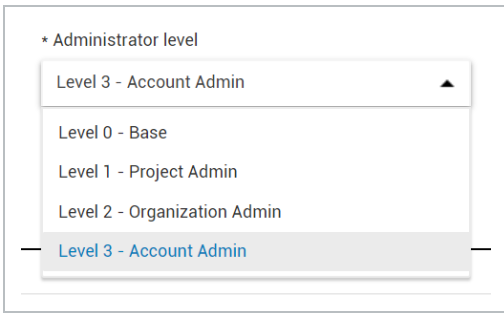 * Administrator level
Level 3 - Account Admin
Level 0 - Base
Level 1 - Project Admin
Level 2 - Organization Admin
Level 3 - Account Admin